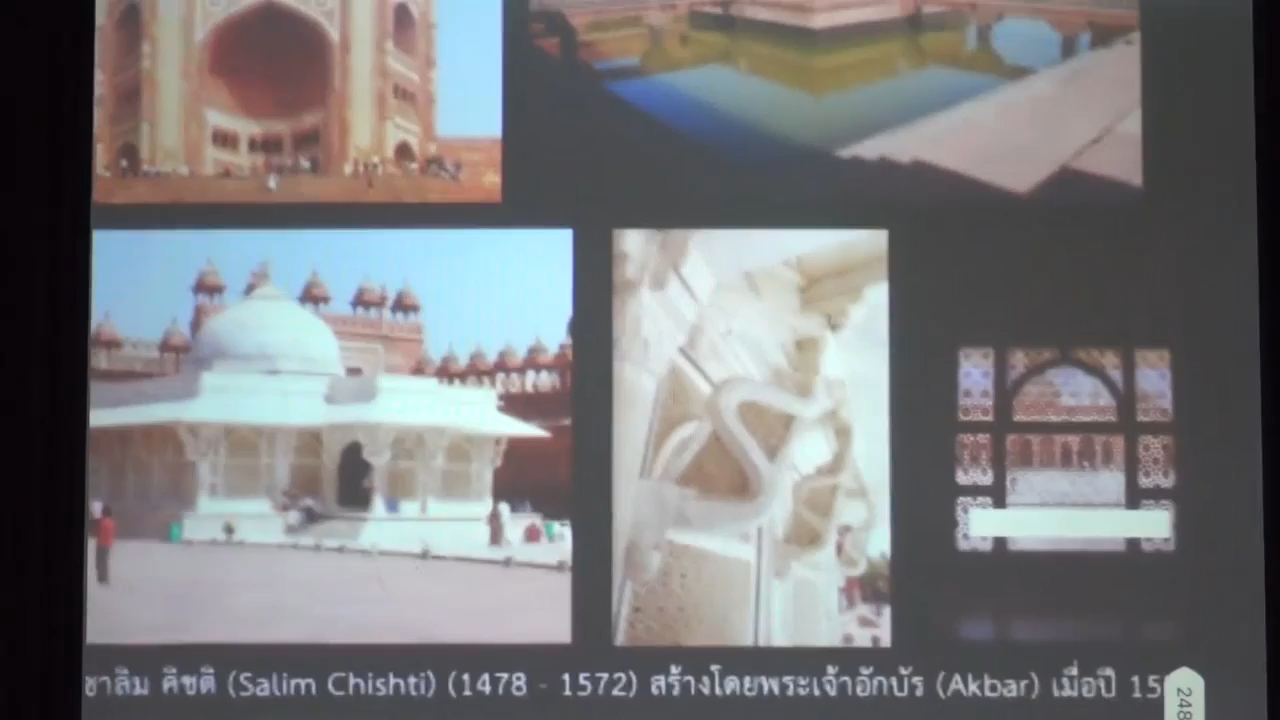 ซาลิม คิชติ (Salim Chishti) (1478 - 1572) สร้างโดยพระเจ้าอักบัร (Akbar) เมื่อปี
248